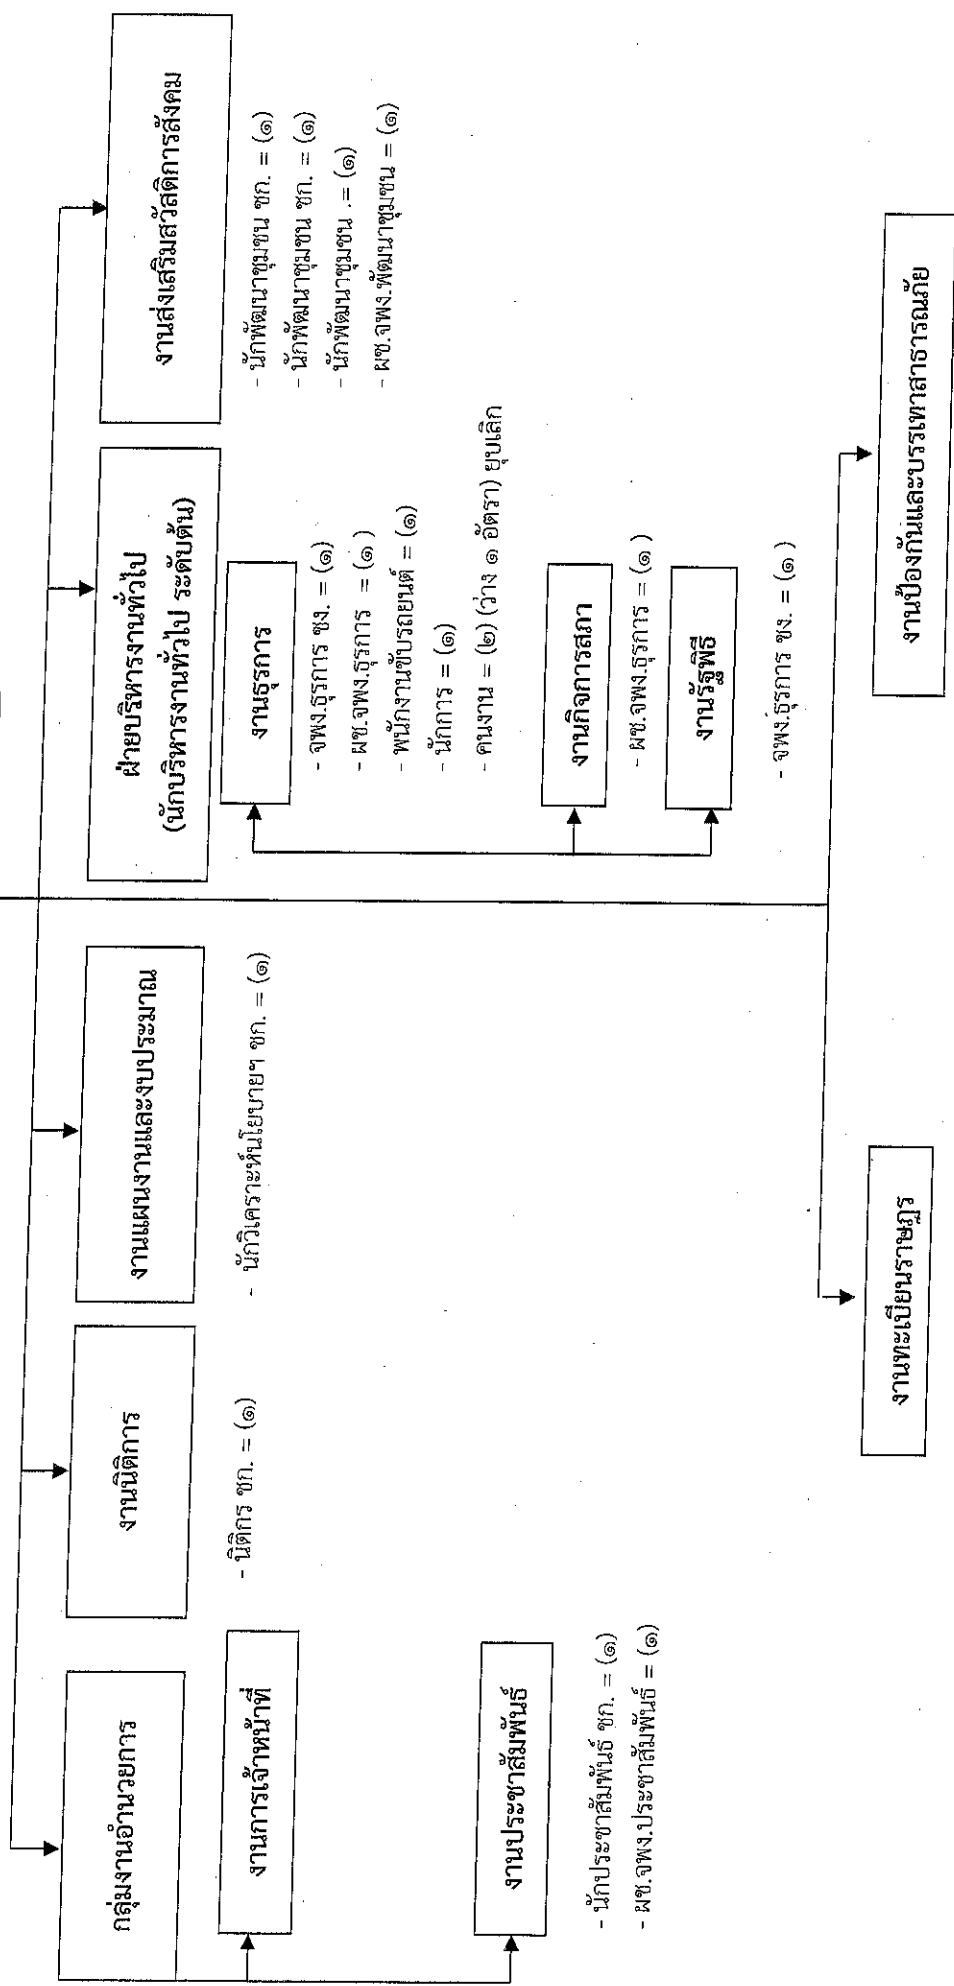 กลุ่มงานอำนวยการ
งานการเจ้าหน้าที่
งานประชาสัมพันธ์
- นักประชาสัมพันธ์ ชก. = (๑)
- ผช.จพง.ประชาสัมพันธ์ = (๑)
งานนิติการ
- นิติกร ชก. = (๑)
งานแผนงานและงบประมาณ
- นักวิเคราะห์นโยบายฯ ชก. = (๑)
ฝ่ายบริหารงานทั่วไป
(นักบริหารงานทั่วไป ระดับต้น)
งานธุรการ
- จพง.ธุรการ ชง. = (๑)
- ผช.จพง.ธุรการ = (๑ )
- พนักงานขับรถยนต์ = (๑)
- นักการ = (๑)
- คนงาน = (๒) (ว่าง ๑ อัตรา) ยุบเลิก
งานกิจการสภา
- ผช.จพง.ธุรการ = (๑ )
งานรัฐพิธี
- จพง.ธุรการ ชง. = (๑ )
งานส่งเสริมสวัสดิการสังคม
- นักพัฒนาชุมชน ชก. = (๑)
- นักพัฒนาชุมชน ชก. = (๑)
- นักพัฒนาชุมชน .= (๑)
- ผช.จพง.พัฒนาชุมชน = (๑)
งานทะเบียนราษฎร
งานป้องกันและบรรเทาสาธารณภัย